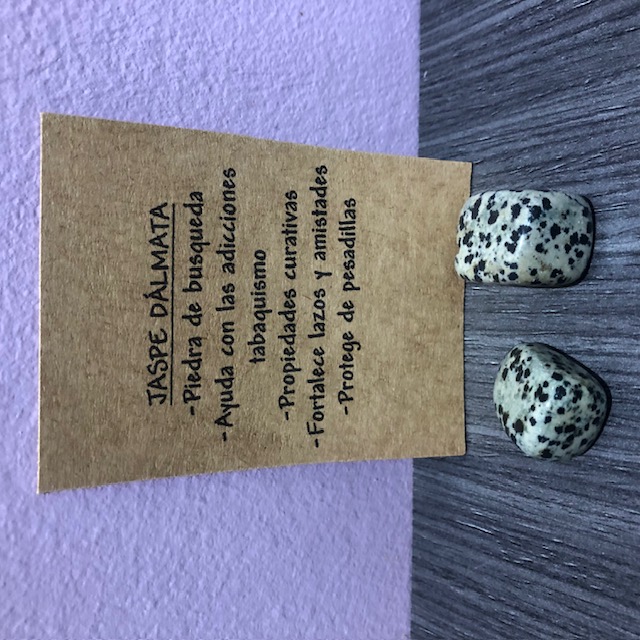 JASPE DÁLMATA
-Piedra de busqueda
-Ayuda con las adicciones
tabaquismo
-Propiedades curativas
-Fortalece lazos y amistades
-Protege de pesadillas